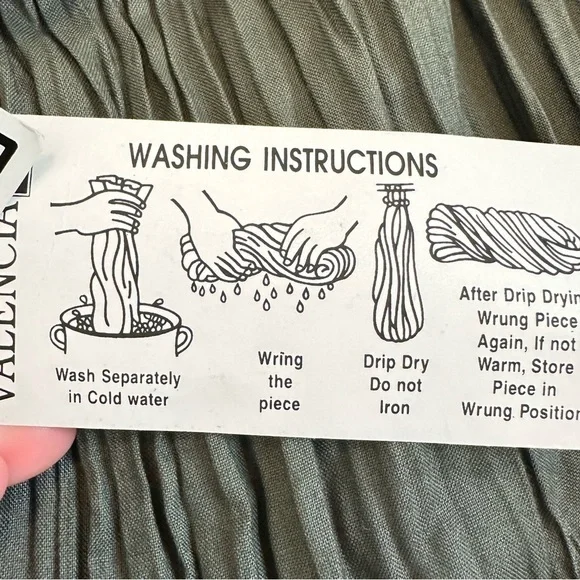 WASHING INSTRUCTIONS
VALENCIA
Wash Separately
in Cold water
Wring
the
piece
Drip Dry
Do not
Iron
After Drip Dryin
Wrung Piece
Again, If not
Warm, Store
Piece in
Wrung Position